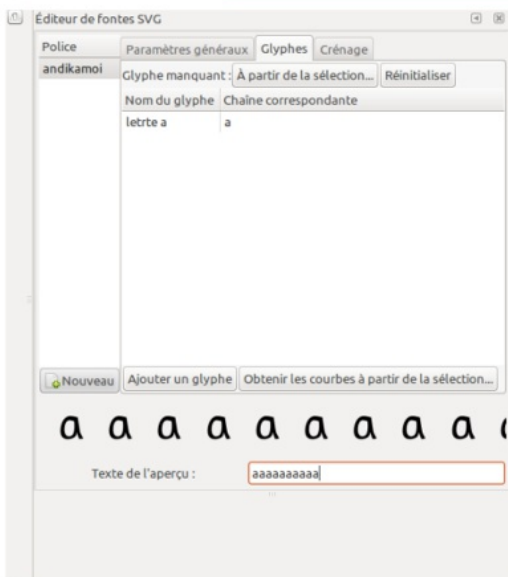 Éditeur de fontes SVG
Police
Paramètres généraux Glyphes Crénage
andikamoi
Glyphe manquant : À partir de la sélection... Réinitialiser
Nom du glyphe Chaîne correspondante
letrte a a
Nouveau Ajouter un glyphe Obtenir les courbes à partir de la sélection...
a a a a a a a a a
Texte de l'aperçu : aaaaaaaaaa